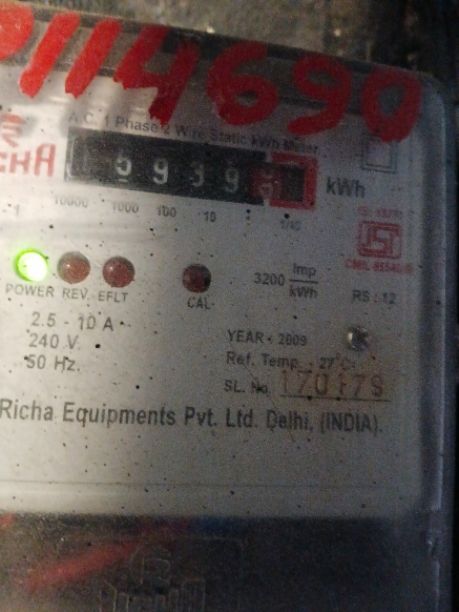 P114690
A.C. 1 Phase 2 Wire Static kWh Meter
CHA
kWh
10000 1000 100 10 1 1/10
POWER REV. EFLT CAL
3200 Imp/kWh
RS : 12
2.5 - 10 A
240 V.
50 Hz.
YEAR - 2009
Ref. Temp. - 27°C
SL. No. 170179
Richa Equipments Pvt. Ltd. Delhi, (INDIA).